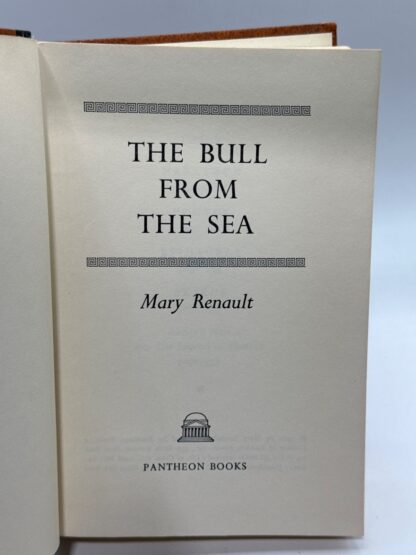 THE BULL
FROM
THE SEA
Mary Renault
PANTHEON BOOKS